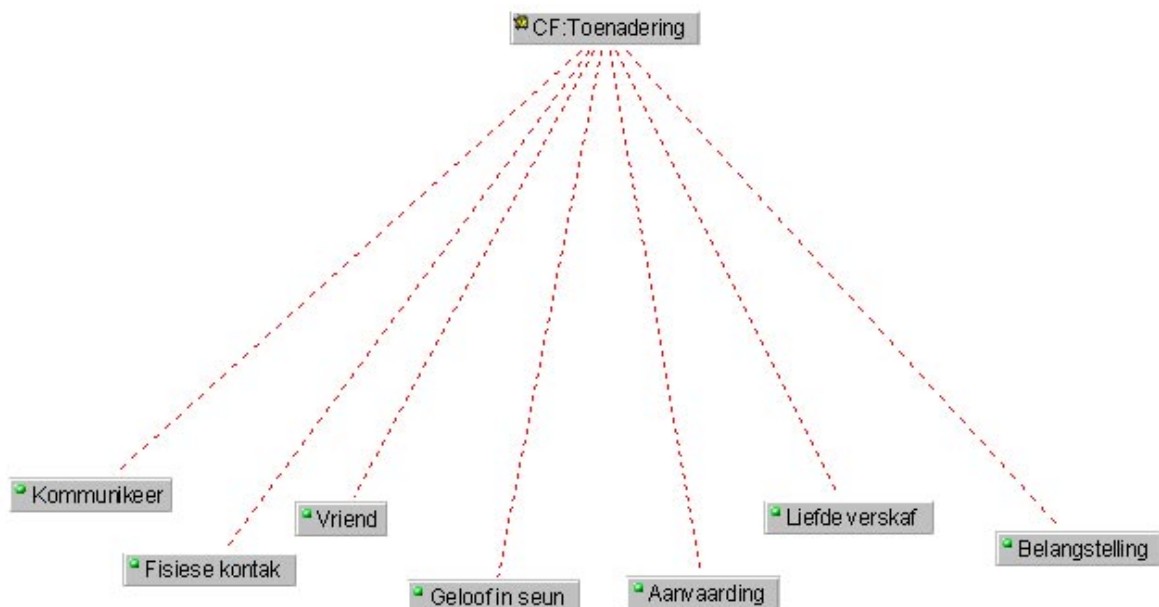 CF:Toenadering
Kommunikeer
Vriend
Liefde verskaf
Belangstelling
Fisiese kontak
Geloof in seun
Aanvaarding